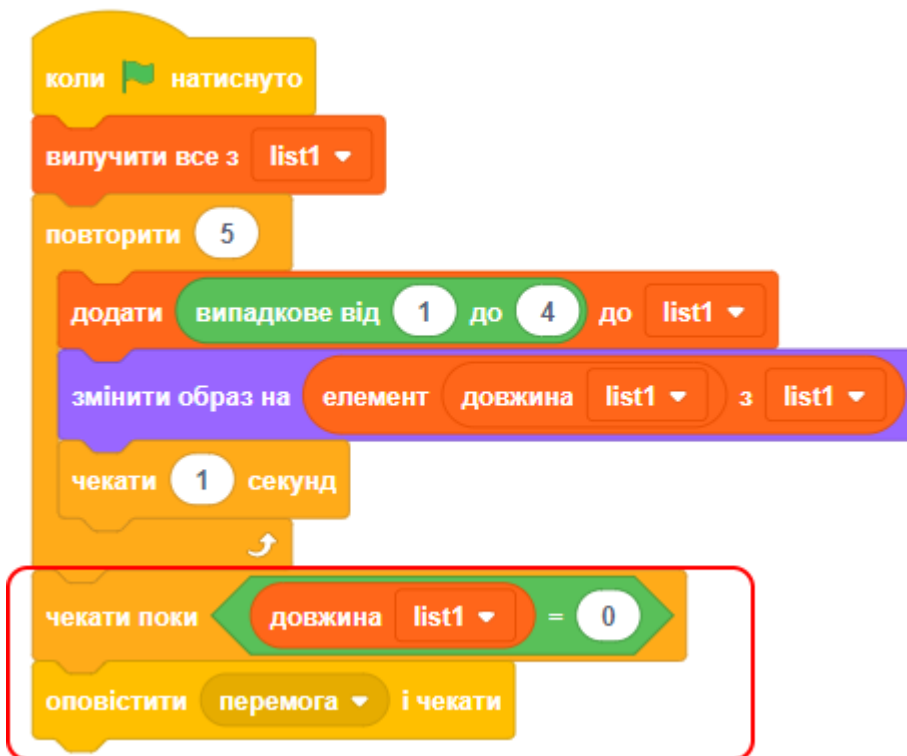 коли натиснуто
вилучити все з list1
повторити 5
додати випадкове від 1 до 4 до list1
змінити образ на елемент довжина list1 з list1
чекати 1 секунд
чекати поки довжина list1 = 0
оповістити перемога і чекати